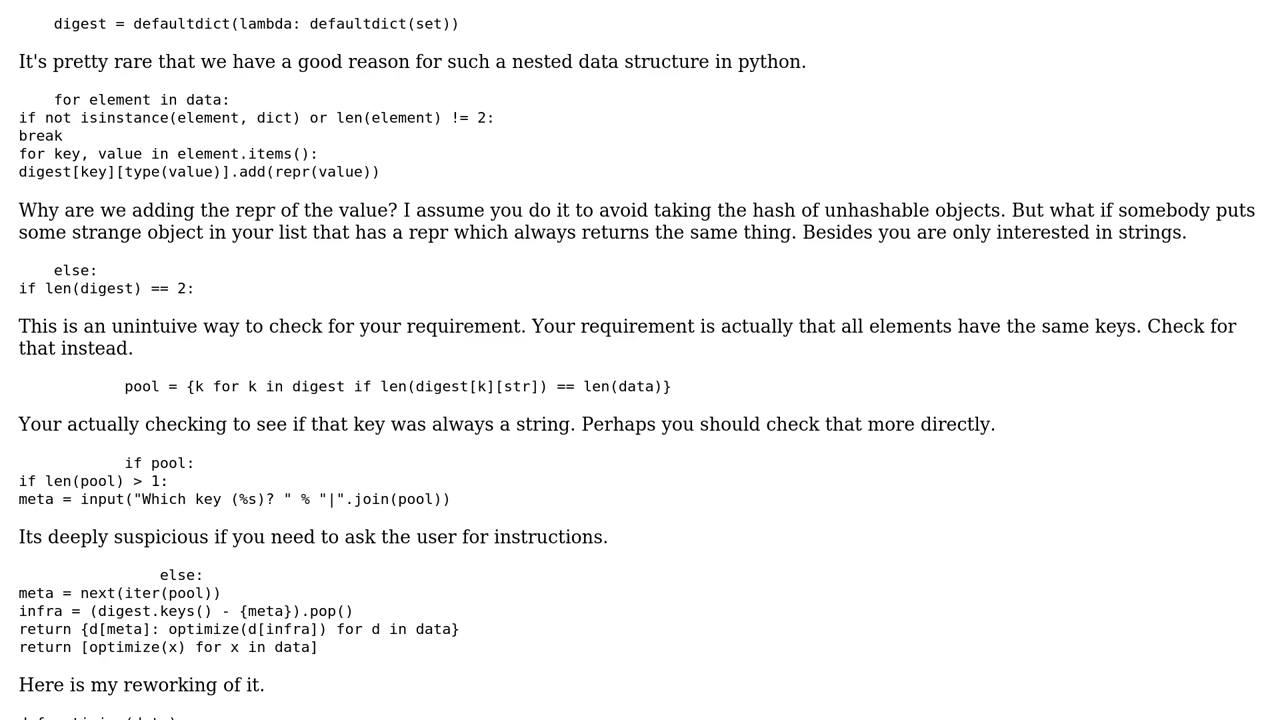 digest = defaultdict(lambda: defaultdict(set))
It's pretty rare that we have a good reason for such a nested data structure in python.
for element in data:
if not isinstance(element, dict) or len(element) != 2:
break
for key, value in element.items():
digest[key][type(value)].add(repr(value))
Why are we adding the repr of the value? I assume you do it to avoid taking the hash of unhashable objects. But what if somebody puts
some strange object in your list that has a repr which always returns the same thing. Besides you are only interested in strings.
else:
if len(digest) == 2:
This is an unintuive way to check for your requirement. Your requirement is actually that all elements have the same keys. Check for
that instead.
pool = {k for k in digest if len(digest[k][str]) == len(data)}
Your actually checking to see if that key was always a string. Perhaps you should check that more directly.
if pool:
if len(pool) > 1:
meta = input("Which key (%s)? " % "|".join(pool))
Its deeply suspicious if you need to ask the user for instructions.
else:
meta = next(iter(pool))
infra = (digest.keys() - {meta}).pop()
return {d[meta]: optimize(d[infra]) for d in data}
return [optimize(x) for x in data]
Here is my reworking of it.